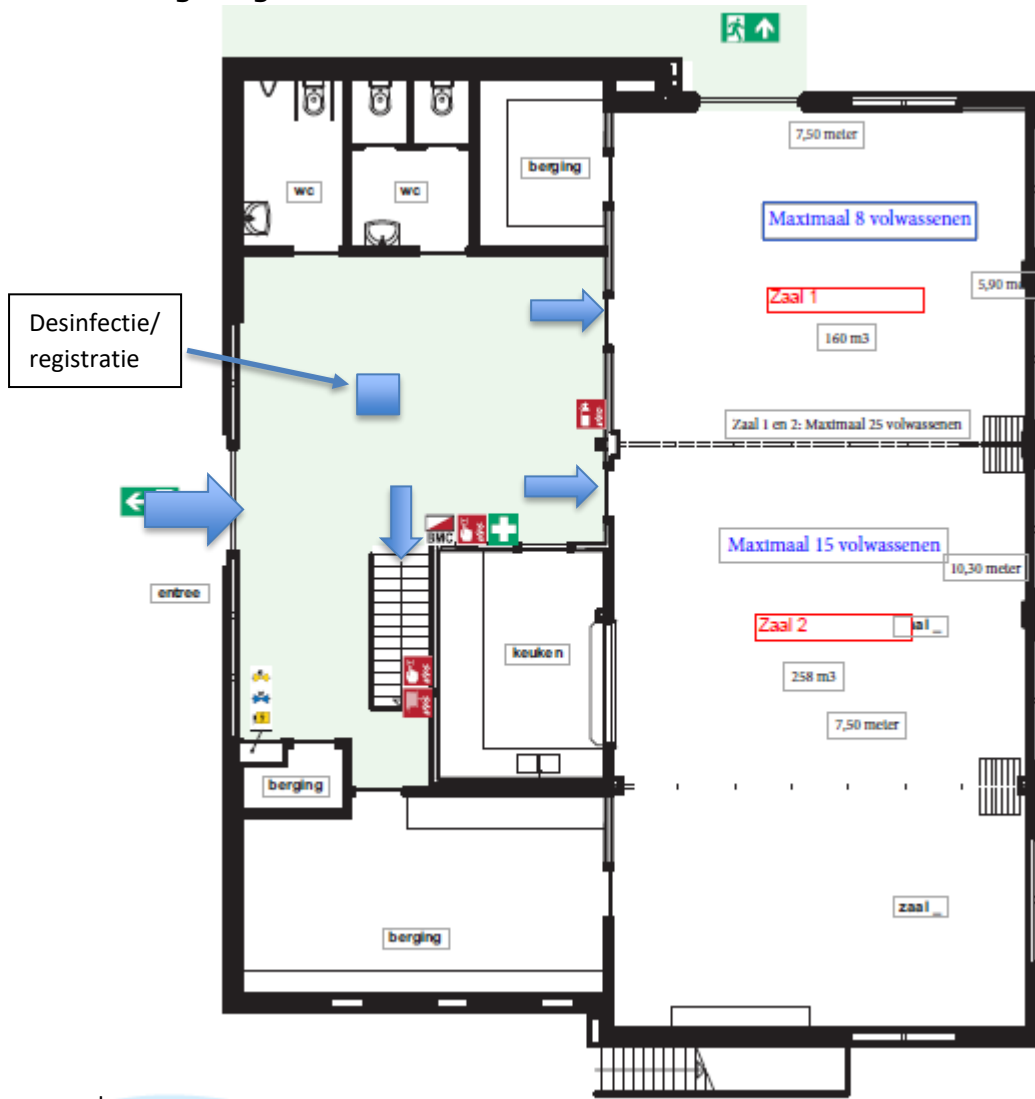 7,50 meter
berging
wc
wc
Maximaal 8 volwassenen
5,90 me
Zaal 1
Desinfectie/
registratie
160 m3
Zaal 1 en 2: Maximaal 25 volwassenen
BMC
Maximaal 15 volwassenen
10,30 meter
entree
Zaal 2
aal _
keuken
258 m3
7,50 meter
berging
zaal _
berging